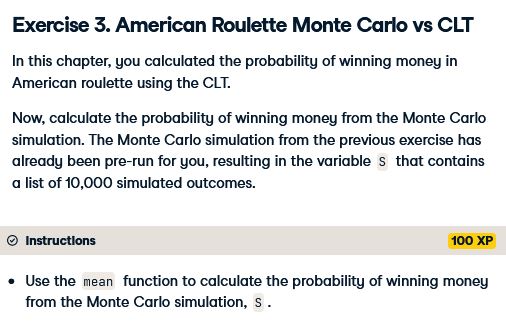 Exercise 3. American Roulette Monte Carlo vs CLT
In this chapter, you calculated the probability of winning money in
American roulette using the CLT.
Now, calculate the probability of winning money from the Monte Carlo
simulation. The Monte Carlo simulation from the previous exercise has
already been pre-run for you, resulting in the variable S that contains
a list of 10,000 simulated outcomes.
Instructions 100 XP
• Use the mean function to calculate the probability of winning money
from the Monte Carlo simulation, S .